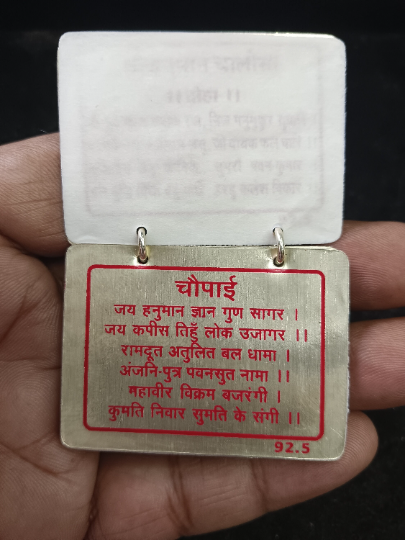 चौपाई
जय हनुमान ज्ञान गुण सागर ।
जय कपीस तिहुँ लोक उजागर ।।
रामदूत अतुलित बल धामा ।
अंजनि-पुत्र पवनसुत नामा ।।
महावीर विक्रम बजरंगी ।
कुमति निवार सुमति के संगी ।।
92.5